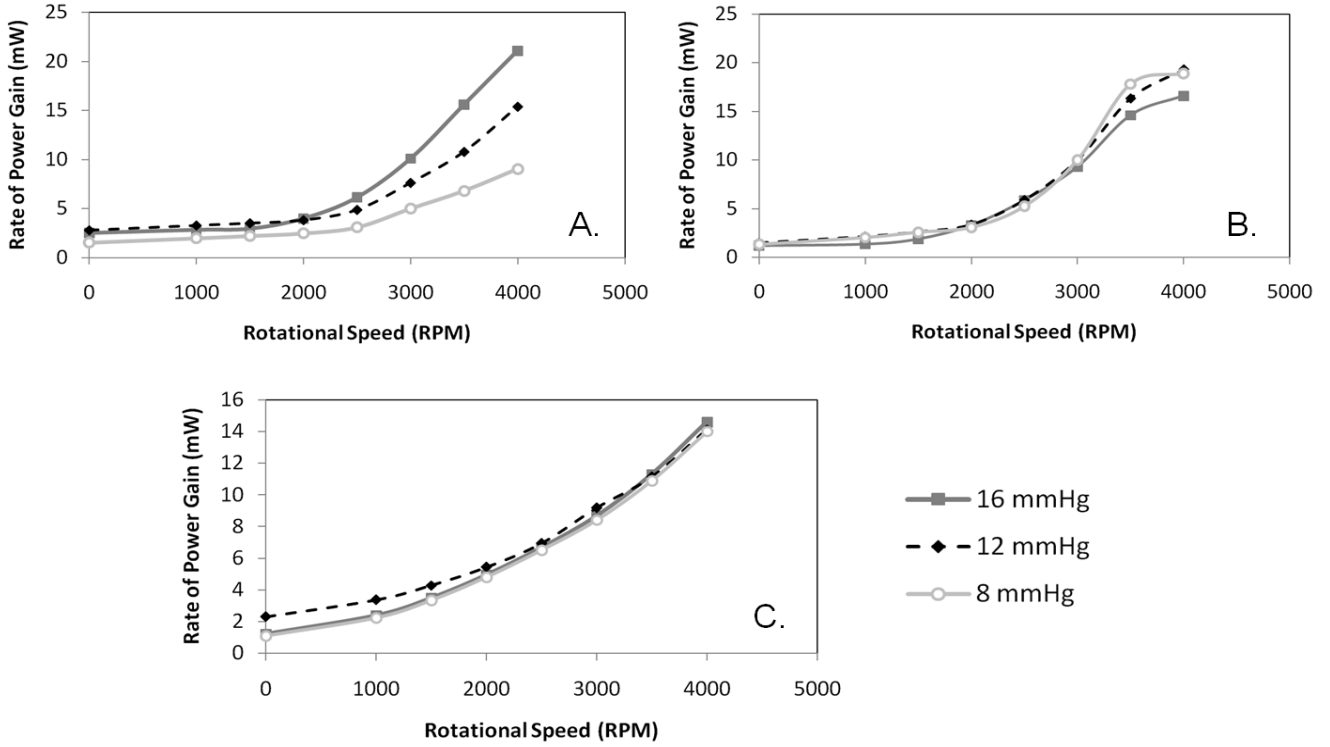 Rate of Power Gain (mW)
25
20
15
10
5
0
A.
0 1000 2000 3000 4000 5000
Rotational Speed (RPM)
Rate of Power Gain (mW)
25
20
15
10
5
0
B.
0 1000 2000 3000 4000 5000
Rotational Speed (RPM)
Rate of Power Gain (mW)
16
14
12
10
8
6
4
2
0
C.
0 1000 2000 3000 4000 5000
Rotational Speed (RPM)
16 mmHg
12 mmHg
8 mmHg